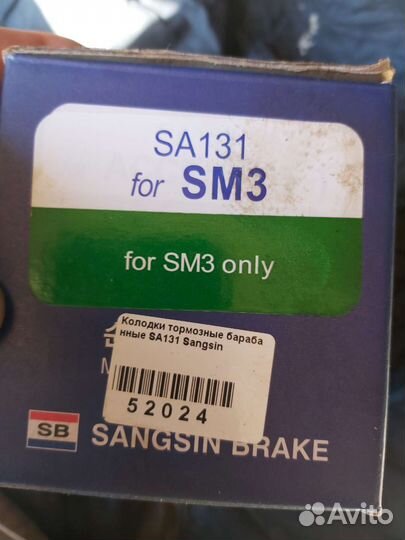 SA131
for SM3
for SM3 only
Колодки тормозные бараба
нные SA131 Sangsin
52024
SB SANGSIN BRAKE
Avito